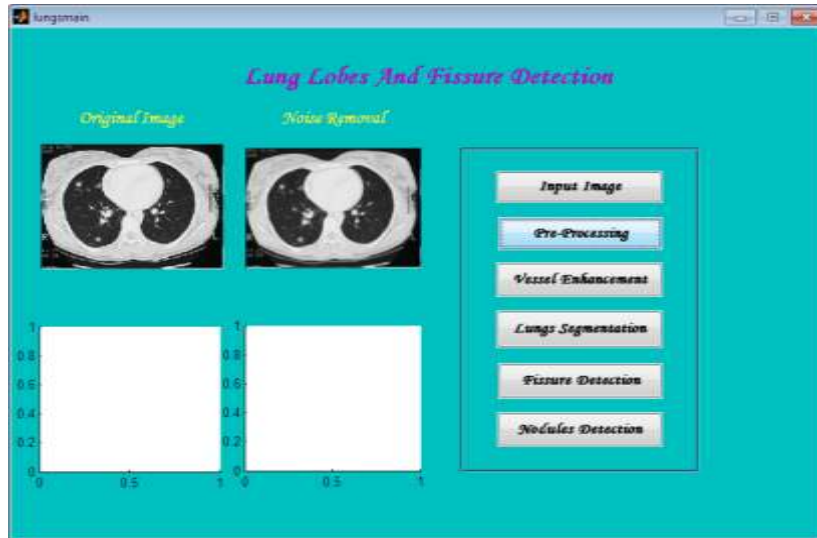 lungsmain
Lung Lobes And Fissure Detection
Original Image
Noise Removal
Input Image
Pre-Processing
Vessel Enhancement
Lungs Segmentation
Fissure Detection
Nodules Detection
1
0.8
0.6
0.4
0.2
0
0 0.5 1
1
0.8
0.6
0.4
0.2
0
0 0.5 1